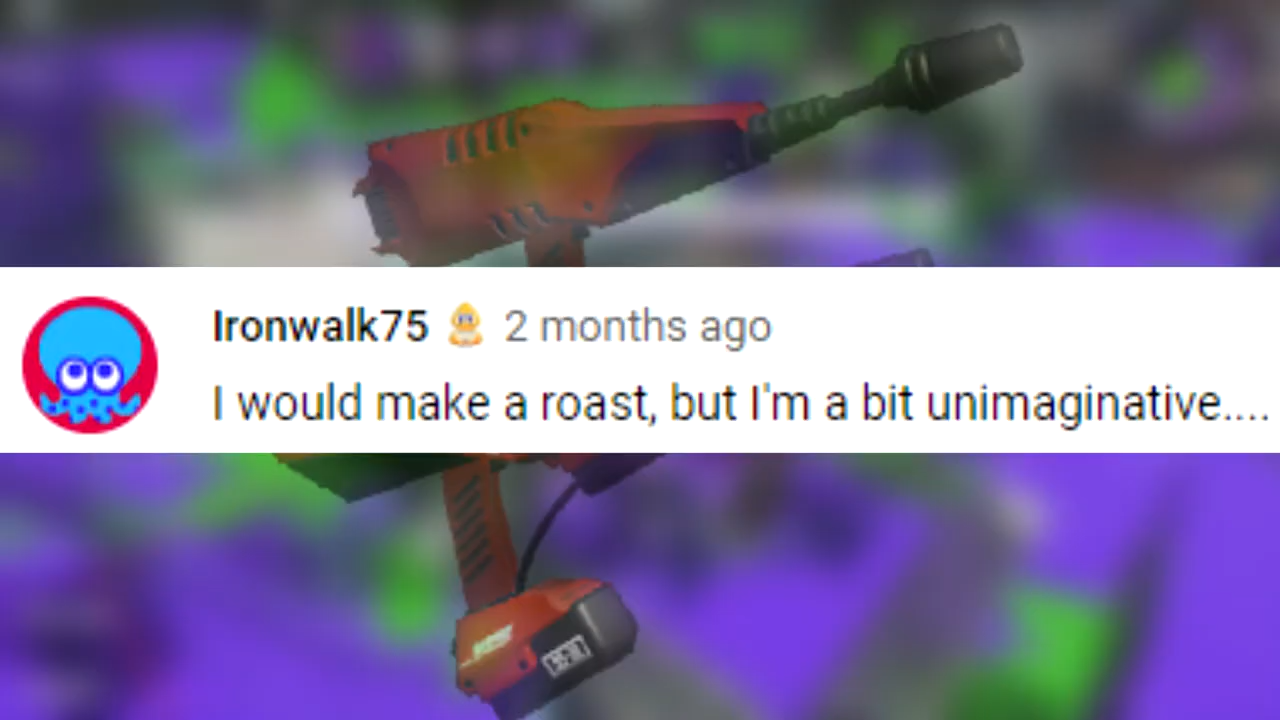 Ironwalk75 2 months ago
I would make a roast, but I'm a bit unimaginative....